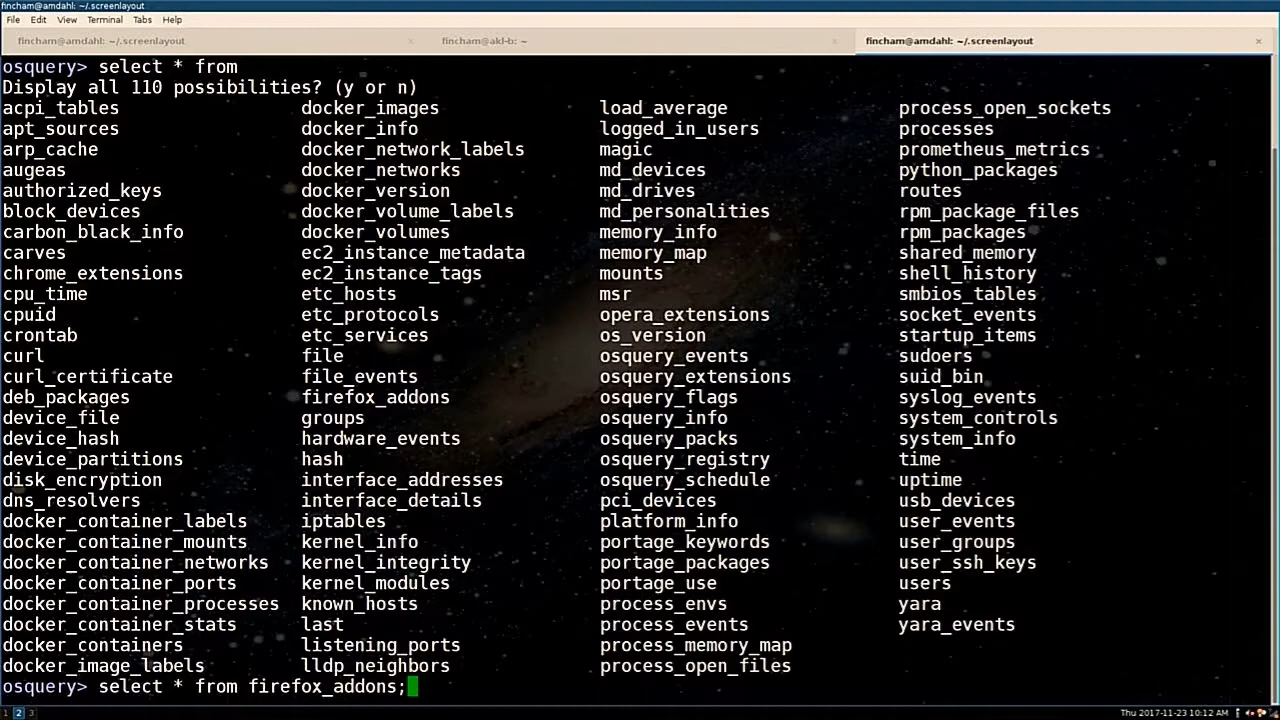 fincham@amdahl: ~/.screenlayout
File Edit View Terminal Tabs Help
fincham@amdahl: ~/.screenlayout × fincham@akl-b: ~ × fincham@amdahl: ~/.screenlayout ×
osquery> select * from
Display all 110 possibilities? (y or n)
acpi_tables docker_images load_average process_open_sockets
apt_sources docker_info logged_in_users processes
arp_cache docker_network_labels magic prometheus_metrics
augeas docker_networks md_devices python_packages
authorized_keys docker_version md_drives routes
block_devices docker_volume_labels md_personalities rpm_package_files
carbon_black_info docker_volumes memory_info rpm_packages
carves ec2_instance_metadata memory_map shared_memory
chrome_extensions ec2_instance_tags mounts shell_history
cpu_time etc_hosts msr smbios_tables
cpuid etc_protocols opera_extensions socket_events
crontab etc_services os_version startup_items
curl file osquery_events sudoers
curl_certificate file_events osquery_extensions suid_bin
deb_packages firefox_addons osquery_flags syslog_events
device_file groups osquery_info system_controls
device_hash hardware_events osquery_packs system_info
device_partitions hash osquery_registry time
disk_encryption interface_addresses osquery_schedule uptime
dns_resolvers interface_details pci_devices usb_devices
docker_container_labels iptables platform_info user_events
docker_container_mounts kernel_info portage_keywords user_groups
docker_container_networks kernel_integrity portage_packages user_ssh_keys
docker_container_ports kernel_modules portage_use users
docker_container_processes known_hosts process_envs yara
docker_container_stats last process_events yara_events
docker_containers listening_ports process_memory_map
docker_image_labels lldp_neighbors process_open_files
osquery> select * from firefox_addons;
1 2 3 Thu 2017-11-23 10:12 AM